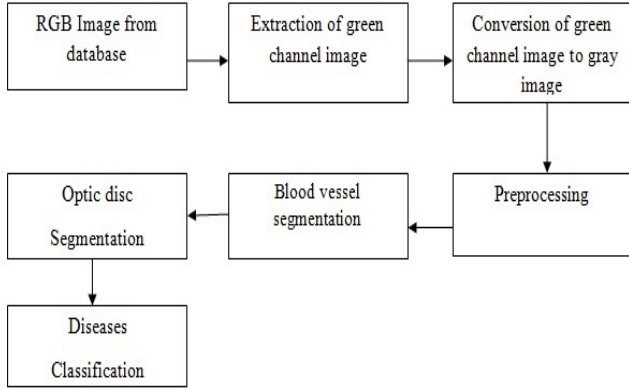 RGB Image from
database
Extraction of green
channel image
Conversion of green
channel image to gray
image
Preprocessing
Blood vessel
segmentation
Optic disc
Segmentation
Diseases
Classification